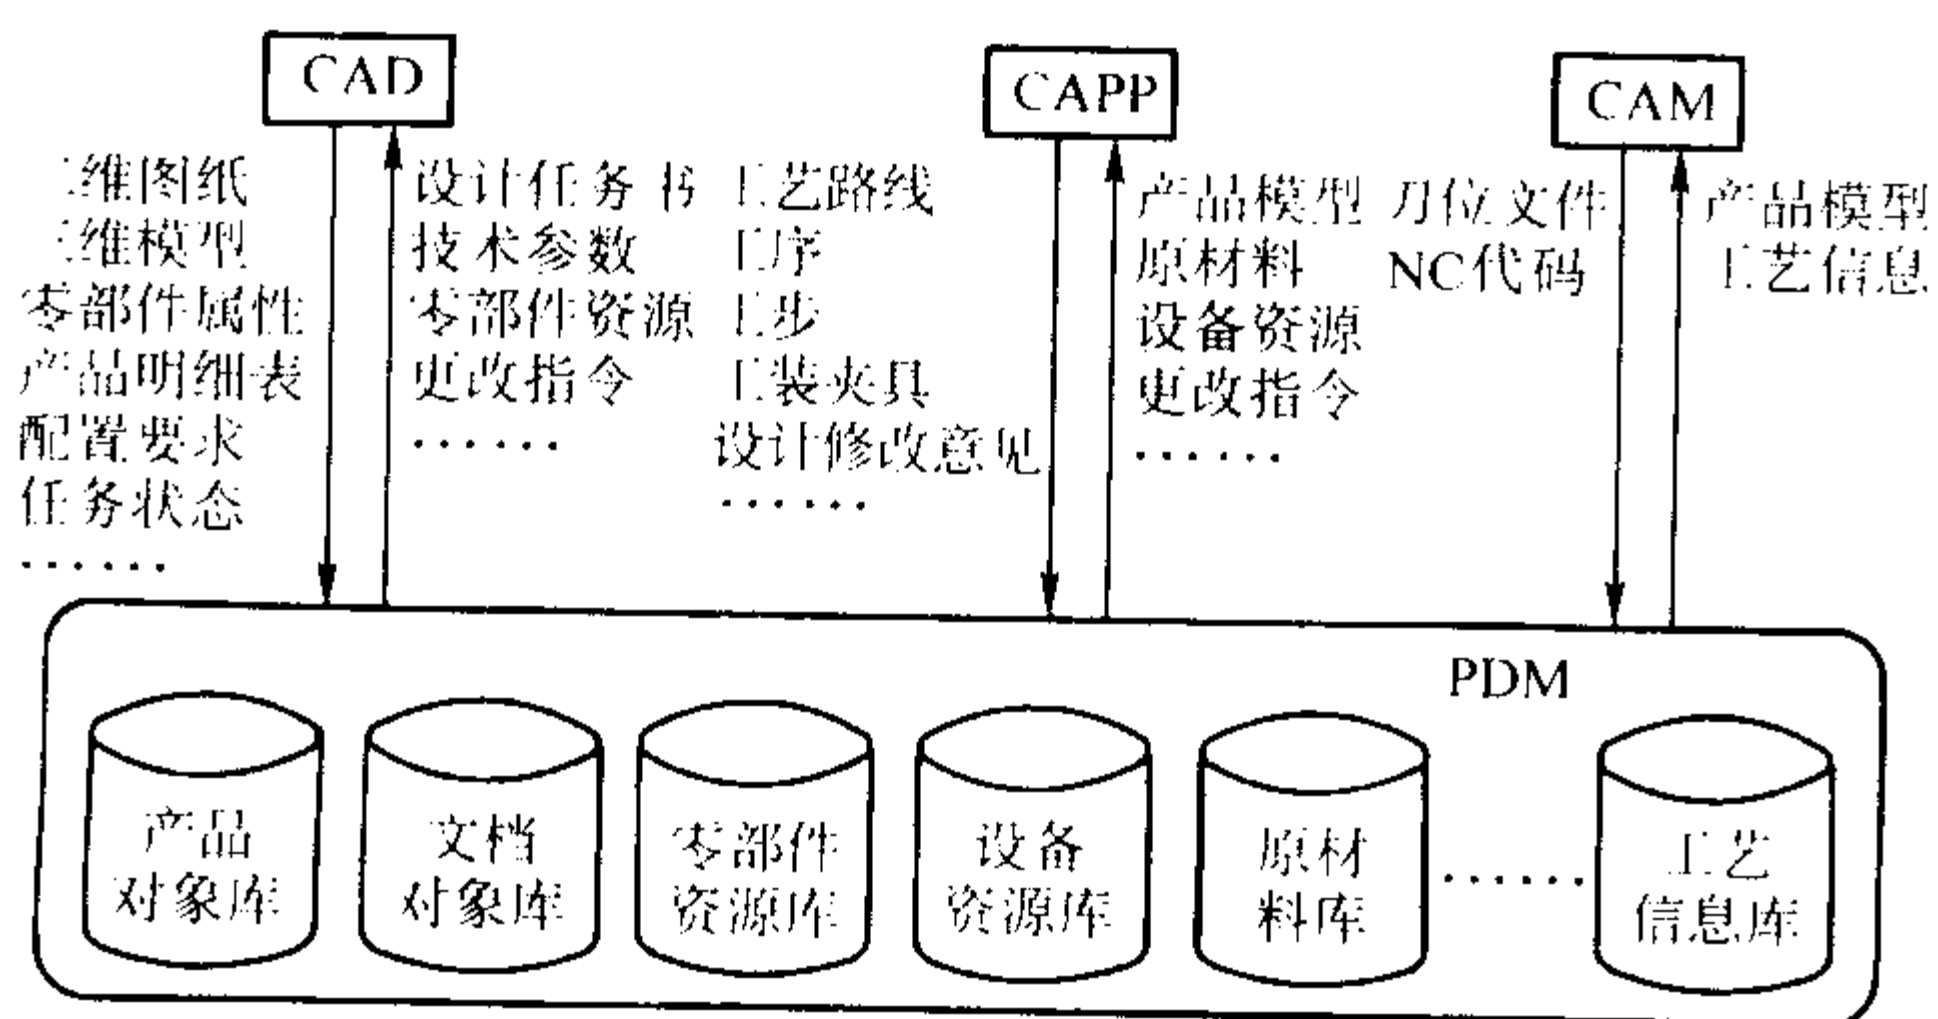 CAD
CAPP
CAM
二维图纸
三维模型
零部件属性
产品明细表
配置要求
任务状态
……
设计任务书
技术参数
零部件资源
更改指令
……
工艺路线
工序
工步
工装夹具
设计修改意见
……
产品模型
原材料
设备资源
更改指令
……
刀位文件
NC代码
产品模型
工艺信息
PDM
产品
对象库
文档
对象库
零部件
资源库
设备
资源库
原材
料库
……
工艺
信息库